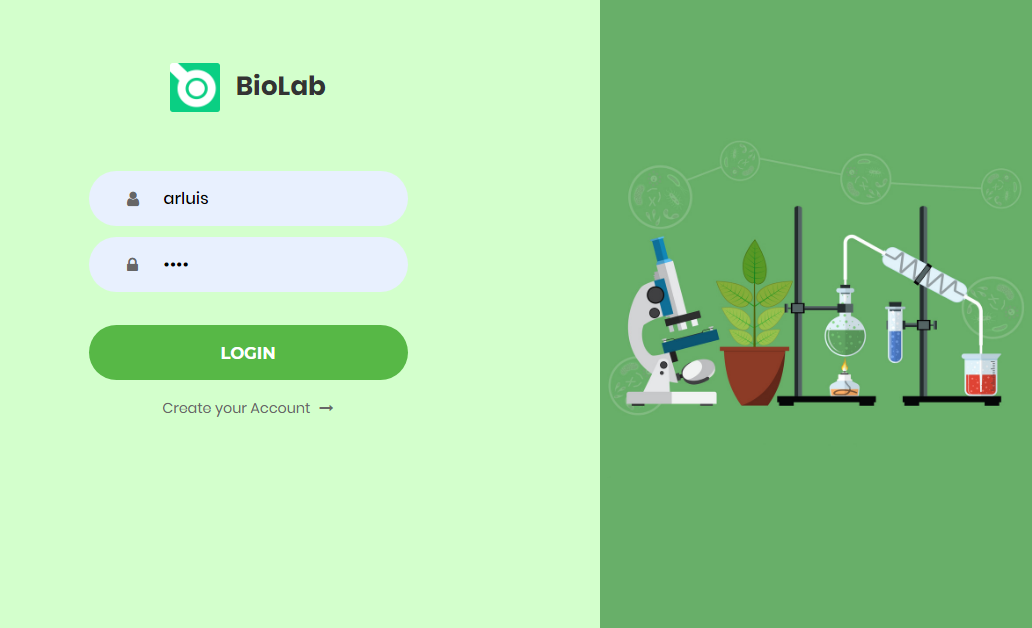 BioLab
arluis
••••
LOGIN
Create your Account →